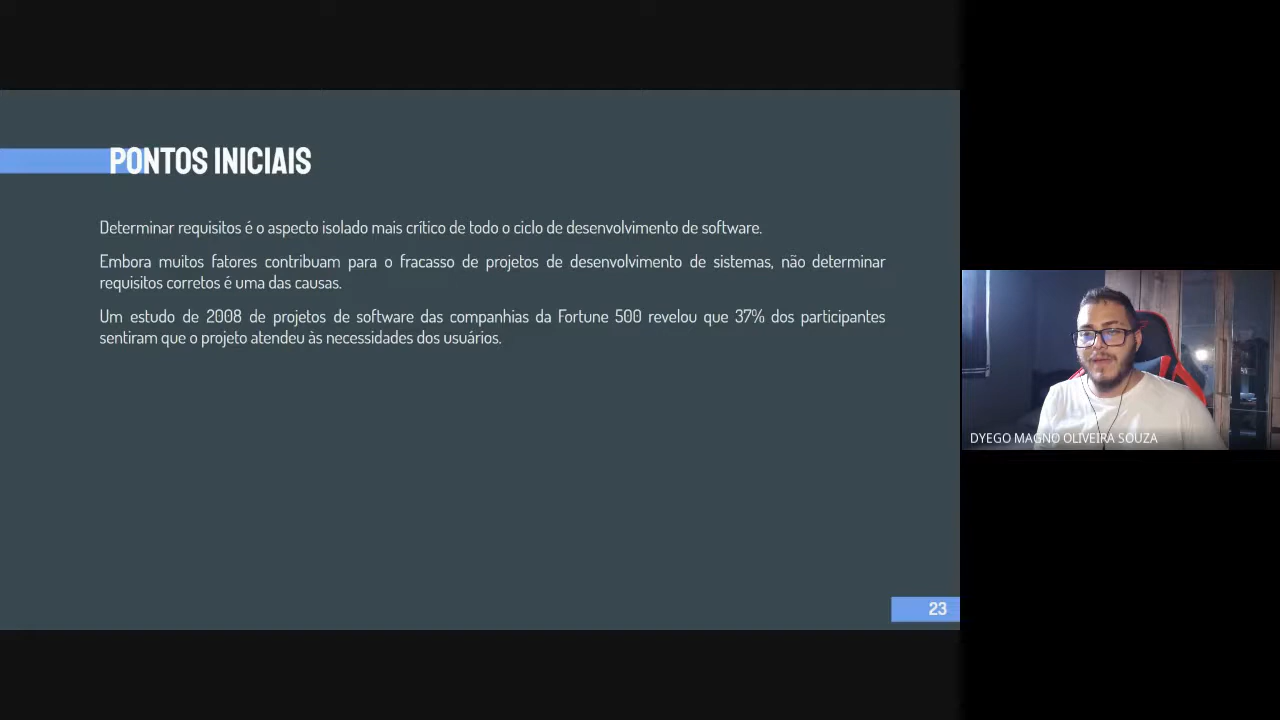 PONTOS INICIAIS
Determinar requisitos é o aspecto isolado mais crítico de todo o ciclo de desenvolvimento de software.
Embora muitos fatores contribuam para o fracasso de projetos de desenvolvimento de sistemas, não determinar
requisitos corretos é uma das causas.
Um estudo de 2008 de projetos de software das companhias da Fortune 500 revelou que 37% dos participantes
sentiram que o projeto atendeu às necessidades dos usuários.
23
DYEGO MAGNO OLIVEIRA SOUZA